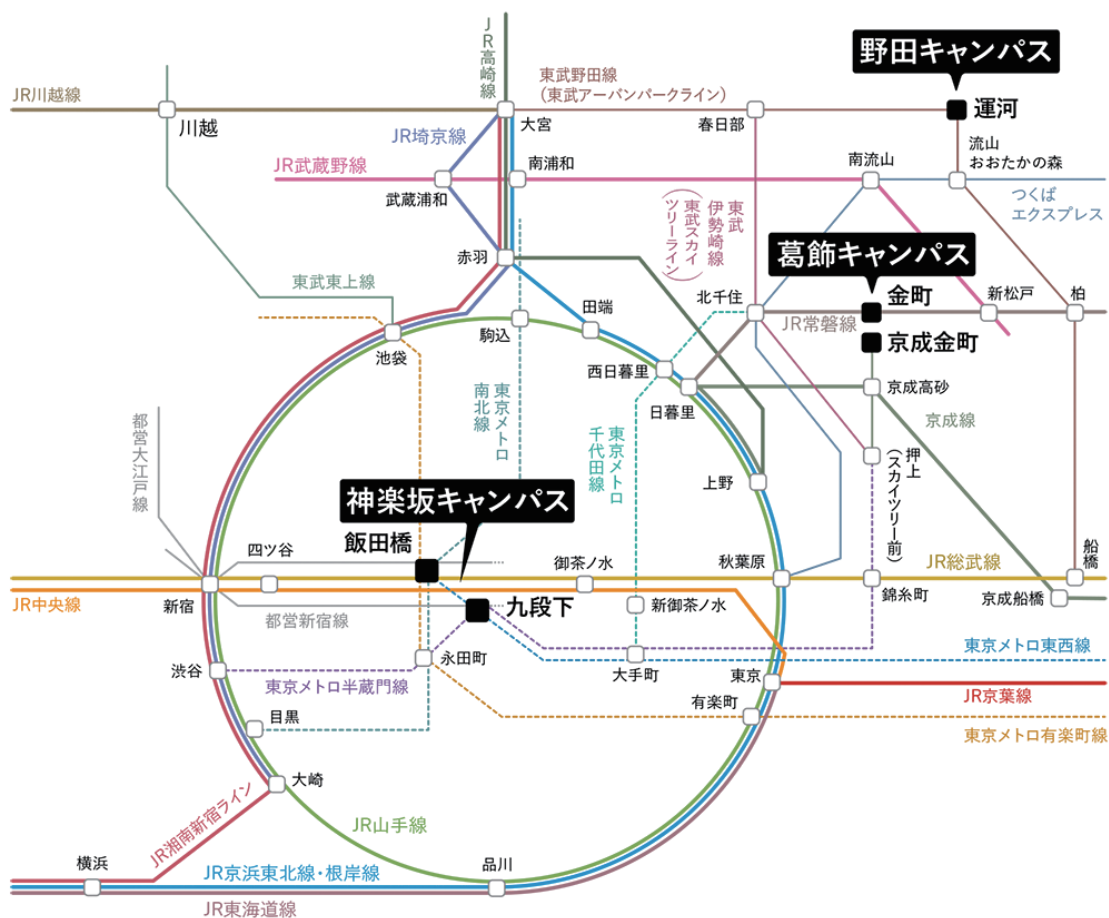 野田キャンパス
JR高崎線
東武野田線
（東武アーバンパークライン）
JR川越線
川越
大宮
春日部
運河
JR埼京線
流山
おおたかの森
JR武蔵野線
南浦和
南流山
武蔵浦和
つくば
エクスプレス
東武
伊勢崎線
（東武スカイ
ツリーライン）
葛飾キャンパス
赤羽
東武東上線
北千住
金町
新松戸
柏
田端
JR常磐線
京成金町
池袋
駒込
西日暮里
日暮里
京成高砂
東京メトロ
南北線
京成線
都営大江戸線
東京メトロ
千代田線
押上
（スカイツリー前）
上野
神楽坂キャンパス
飯田橋
四ツ谷
御茶ノ水
秋葉原
JR総武線
船橋
JR中央線
新宿
都営新宿線
九段下
新御茶ノ水
錦糸町
京成船橋
東京メトロ東西線
渋谷
永田町
大手町
東京
東京メトロ半蔵門線
JR京葉線
目黒
有楽町
東京メトロ有楽町線
大崎
JR湘南新宿ライン
JR山手線
横浜
品川
JR京浜東北線・根岸線
JR東海道線